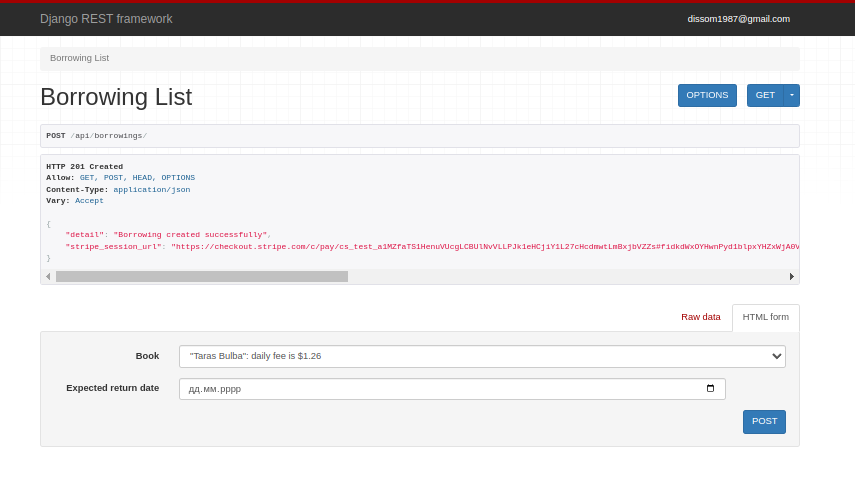 Django REST framework
dissom1987@gmail.com
Borrowing List
Borrowing List
OPTIONS
GET
POST /api/borrowings/
HTTP 201 Created
Allow: GET, POST, HEAD, OPTIONS
Content-Type: application/json
Vary: Accept
{
"detail": "Borrowing created successfully",
"stripe_session_url": "https://checkout.stripe.com/c/pay/
}
Raw data
HTML form
Book
"Taras Bulba": daily fee is $1.26
Expected return date
дд.мм.рррр
POST